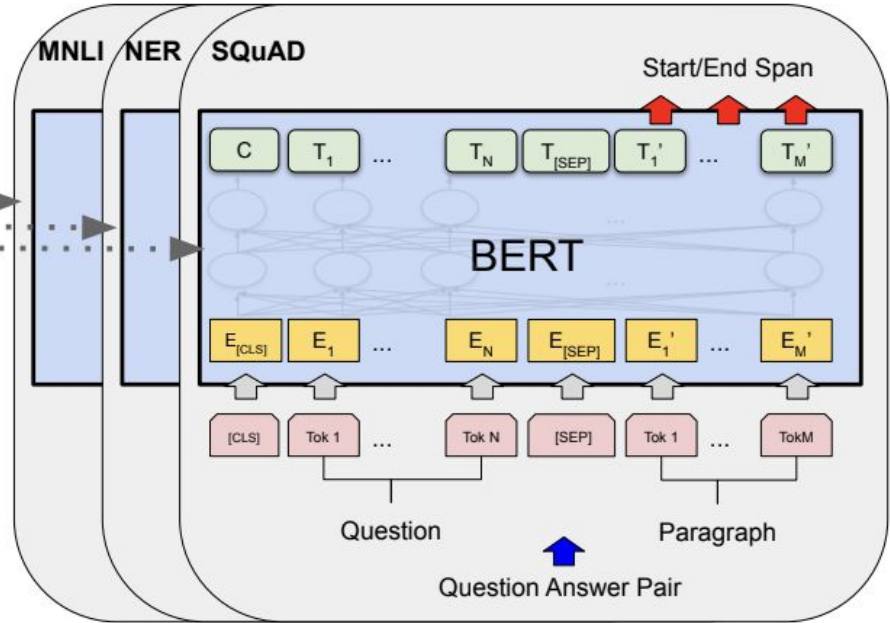 MNLI NER SQuAD
Start/End Span
C T1 ... TN T[SEP] T1' ... TM'
...
BERT
...
E[CLS] E1 ... EN E[SEP] E1' ... EM'
[CLS] Tok 1 ... Tok N [SEP] Tok 1 ... TokM
Question Paragraph
Question Answer Pair